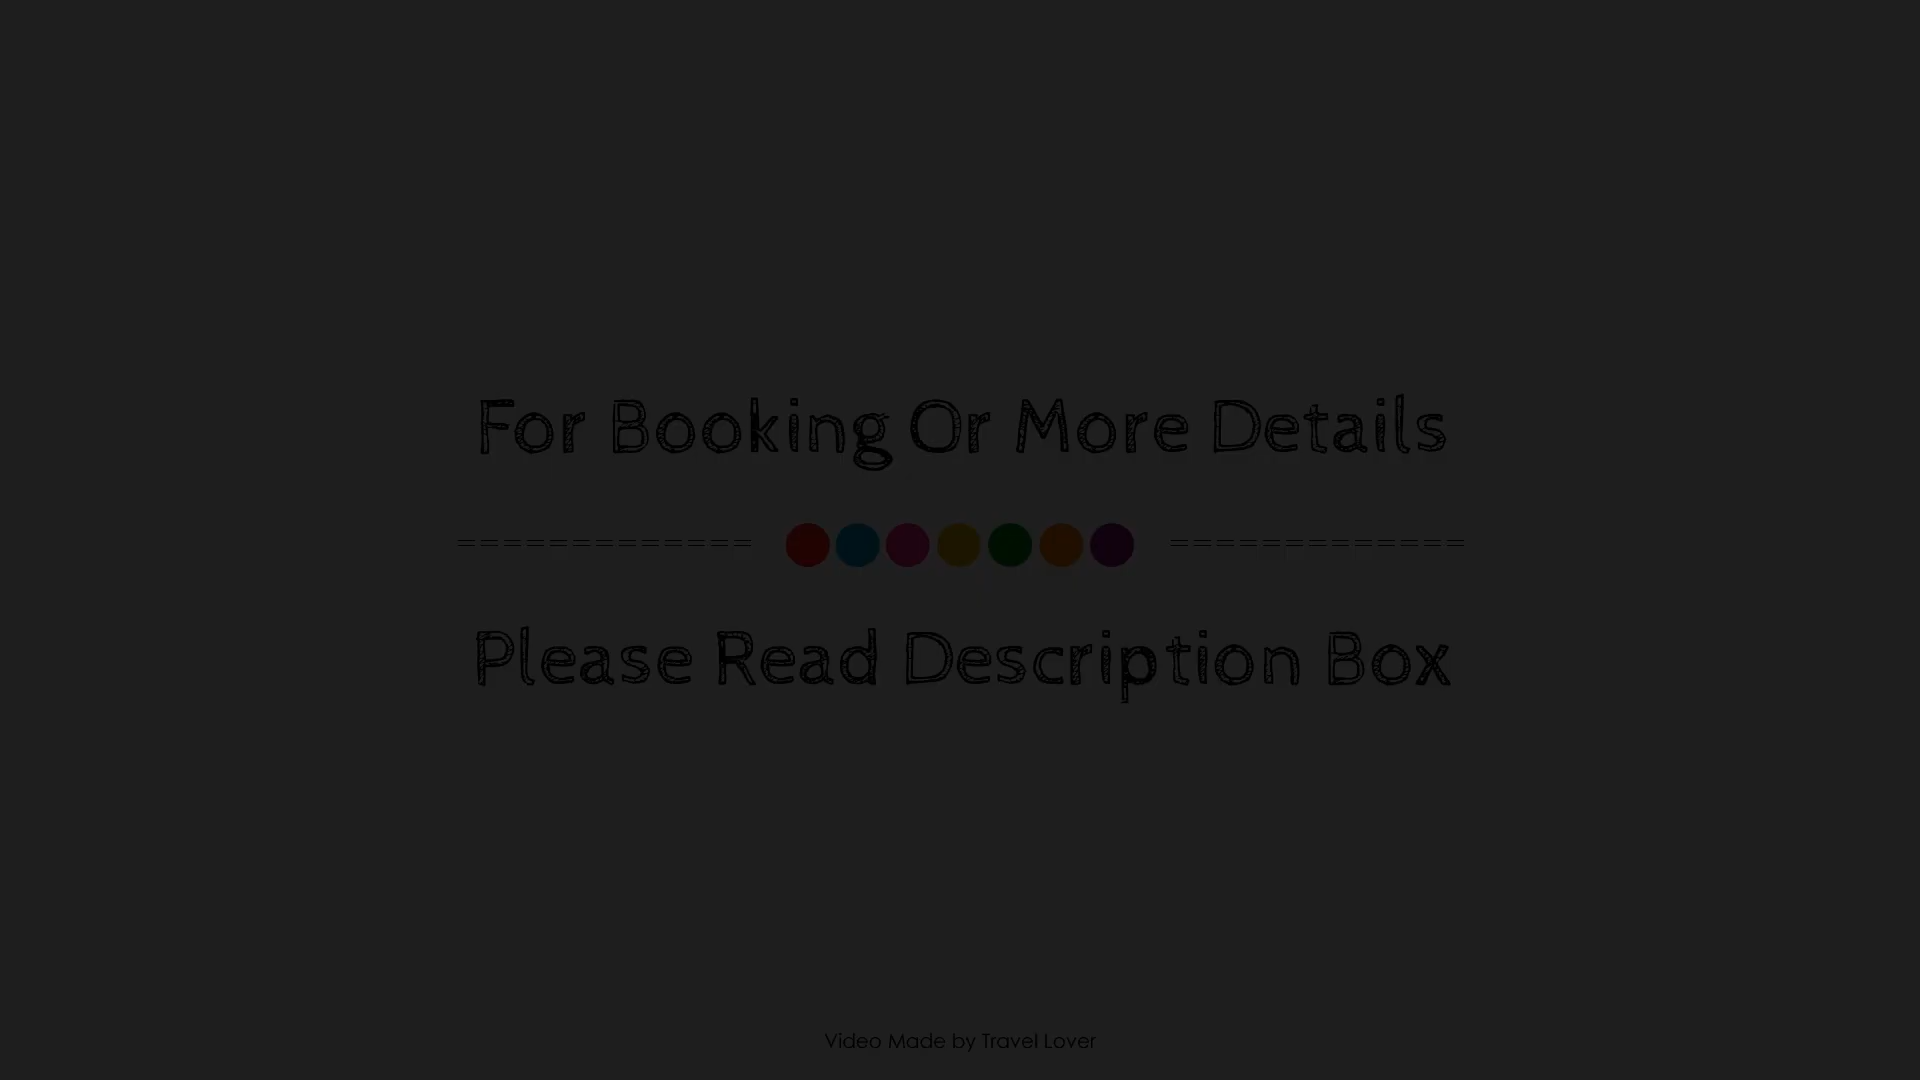 For Booking Or More Details
============= =============
Please Read Description Box
Video Made by Travel Lover